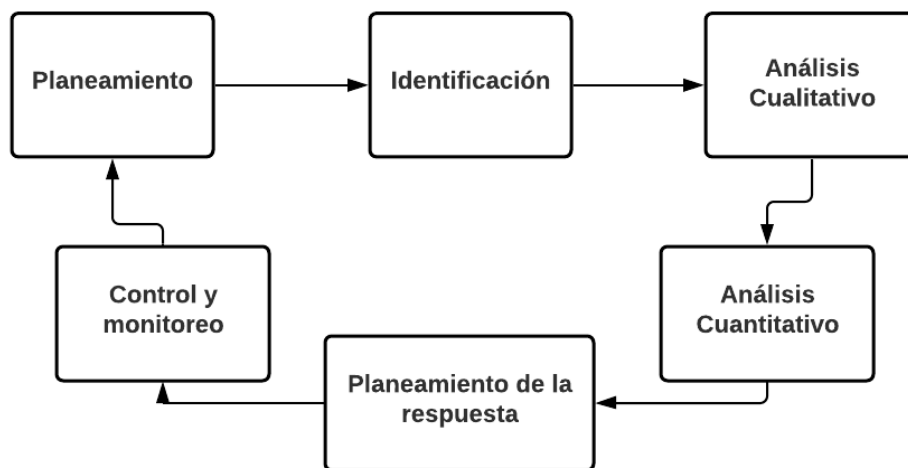 Planeamiento
Identificación
Análisis
Cualitativo
Análisis
Cuantitativo
Planeamiento de la
respuesta
Control y
monitoreo